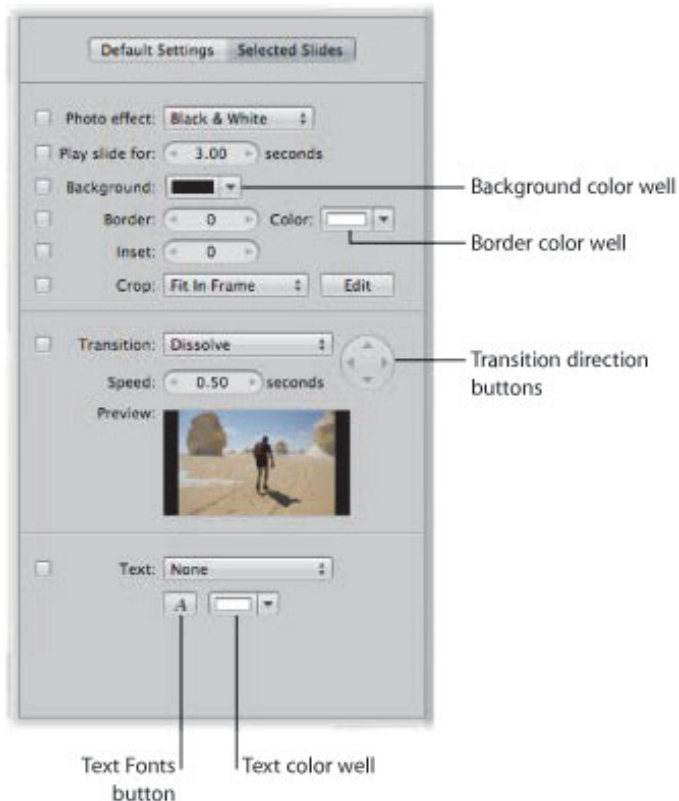 Default Settings Selected Slides
Photo effect: Black & White
Play slide for: 3.00 seconds
Background:
Background color well
Border: 0 Color:
Border color well
Inset: 0
Crop: Fit In Frame Edit
Transition: Dissolve
Transition direction
buttons
Speed: 0.50 seconds
Preview:
Text: None
A
Text Fonts
button
Text color well